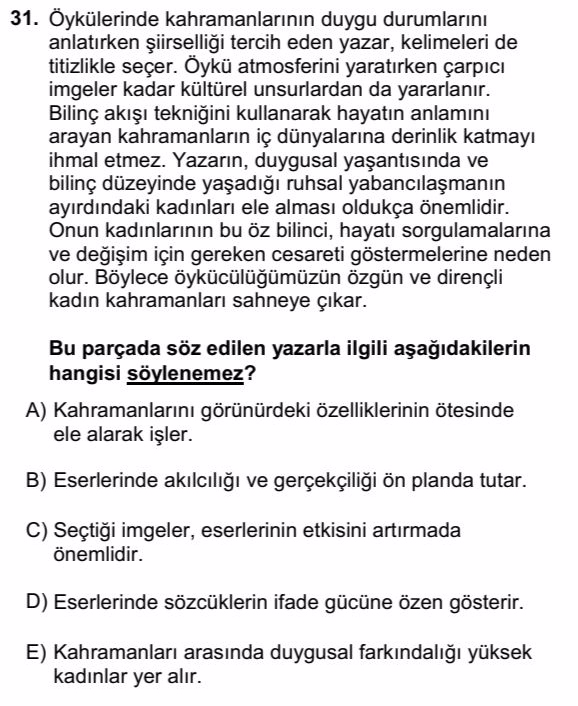 31. Öykülerinde kahramanlarının duygu durumlarını
anlatırken şiirselliği tercih eden yazar, kelimeleri de
titizlikle seçer. Öykü atmosferini yaratırken çarpıcı
imgeler kadar kültürel unsurlardan da yararlanır.
Bilinç akışı tekniğini kullanarak hayatın anlamını
arayan kahramanların iç dünyalarına derinlik katmayı
ihmal etmez. Yazarın, duygusal yaşantısında ve
bilinç düzeyinde yaşadığı ruhsal yabancılaşmanın
ayırdındaki kadınları ele alması oldukça önemlidir.
Onun kadınlarının bu öz bilinci, hayatı sorgulamalarına
ve değişim için gereken cesareti göstermelerine neden
olur. Böylece öykücülüğümüzün özgün ve dirençli
kadın kahramanları sahneye çıkar.
Bu parçada söz edilen yazarla ilgili aşağıdakilerin
hangisi söylenemez?
A) Kahramanlarını görünürdeki özelliklerinin ötesinde
ele alarak işler.
B) Eserlerinde akılcılığı ve gerçekçiliği ön planda tutar.
C) Seçtiği imgeler, eserlerinin etkisini artırmada
önemlidir.
D) Eserlerinde sözcüklerin ifade gücüne özen gösterir.
E) Kahramanları arasında duygusal farkındalığı yüksek
kadınlar yer alır.